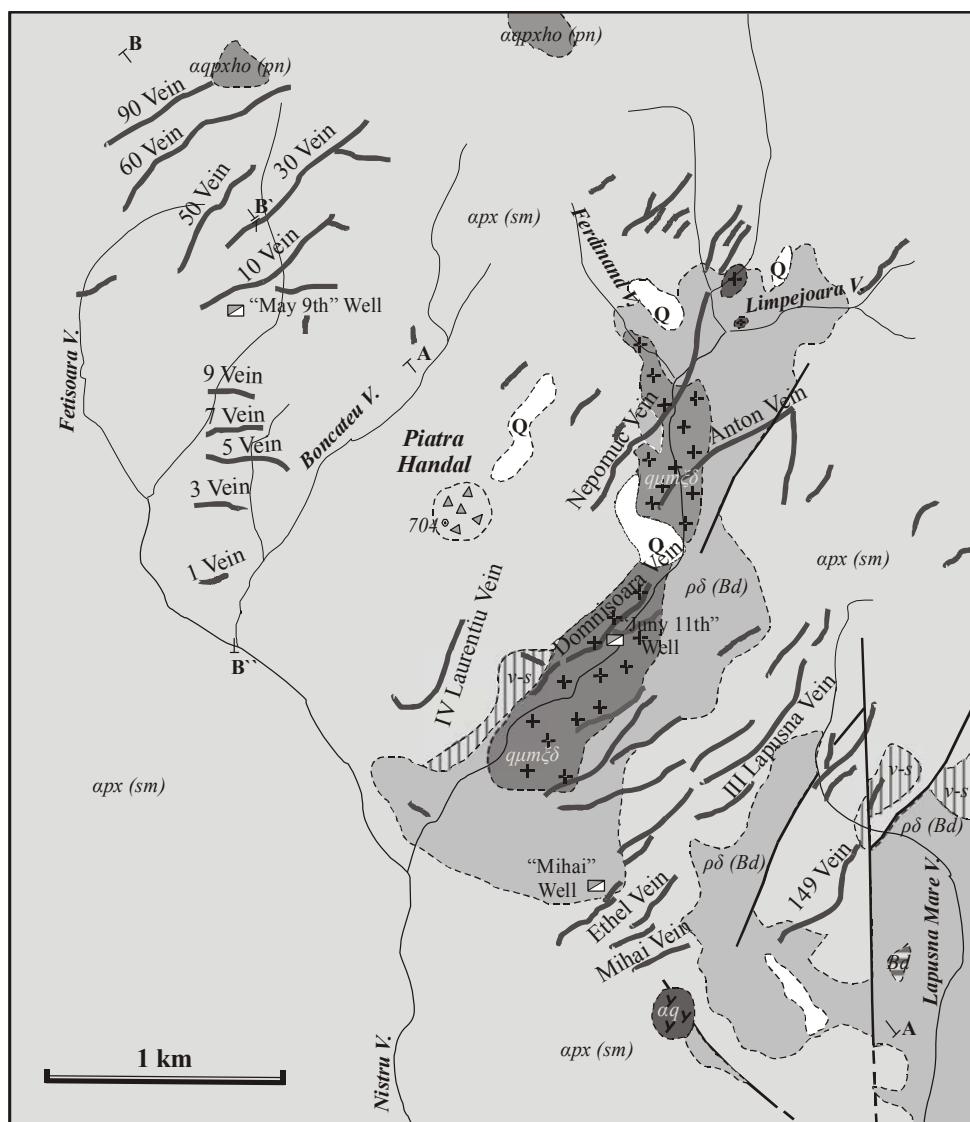 B
αqpxho (pn)
αqpxho (pn)
90 Vein
60 Vein
50 Vein
30 Vein
B`
10 Vein
αpx (sm)
Ferdinand V.
Q
Q
Limpejoara V.
"May 9th" Well
Fetisoara V.
A
9 Vein
7 Vein
5 Vein
3 Vein
1 Vein
Boncateu V.
Piatra
Handal
704
Q
Nepomuc Vein
Anton Vein
qμmξδ
Q
αpx (sm)
ρδ (Bd)
Domnisoara Vein
"Juny 11th"
Well
B``
IV Laurentiu Vein
v-s
qμmξδ
III Lapusna Vein
αpx (sm)
v-s
v-s
ρδ (Bd)
ρδ (Bd)
"Mihai"
Well
149 Vein
Ethel Vein
Mihai Vein
Lapusna Mare V.
Bd
αq
A
αpx (sm)
Nistru V.
1 km